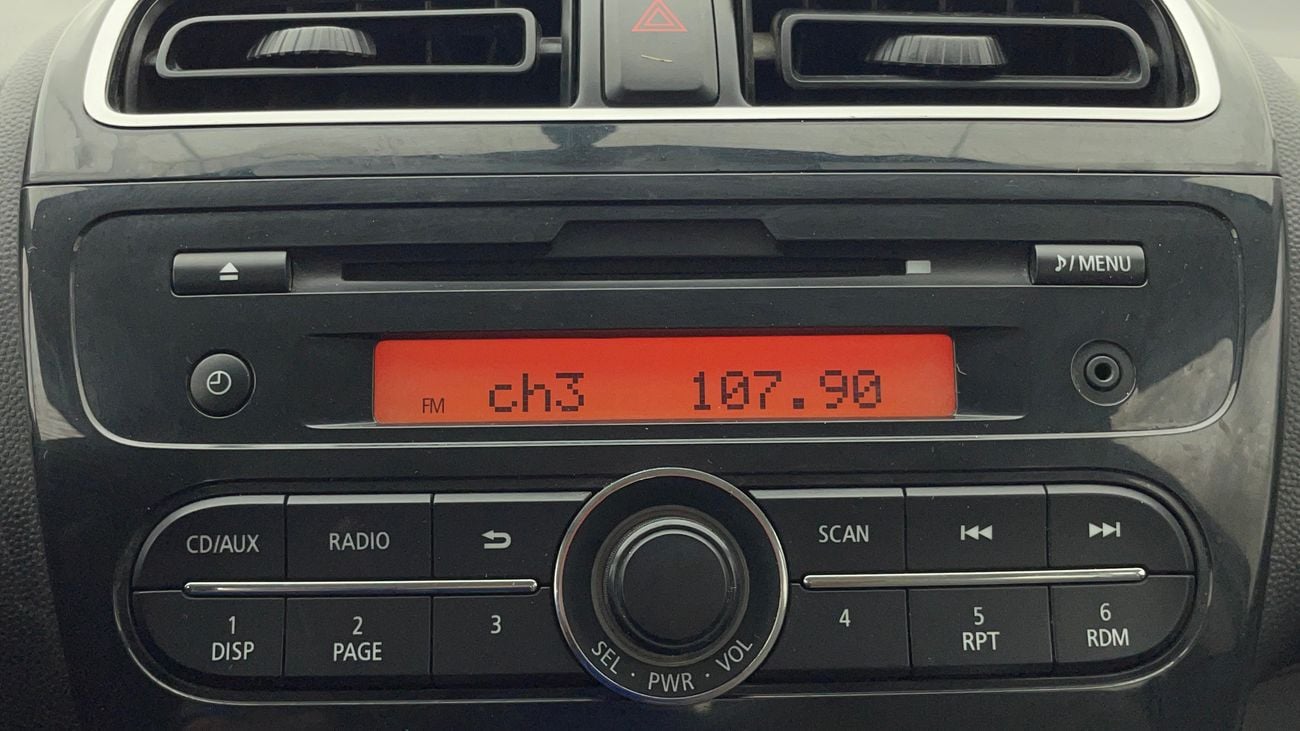 ♪/MENU
FM ch3 107.90
CD/AUX RADIO SCAN
1 2 3 4 5 6
DISP PAGE RPT RDM
SEL · PWR · VOL